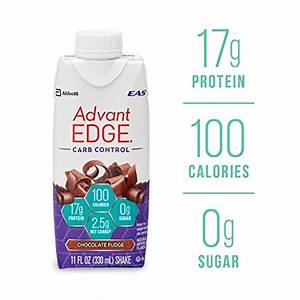 Abbott
EAS
Advant
EDGE.
CARB CONTROL
100
CALORIES
17g
PROTEIN
0g
SUGAR
2.5g
NET CARBS
CHOCOLATE FUDGE
11 FL OZ (330 mL) SHAKE
17g
PROTEIN
100
CALORIES
0g
SUGAR